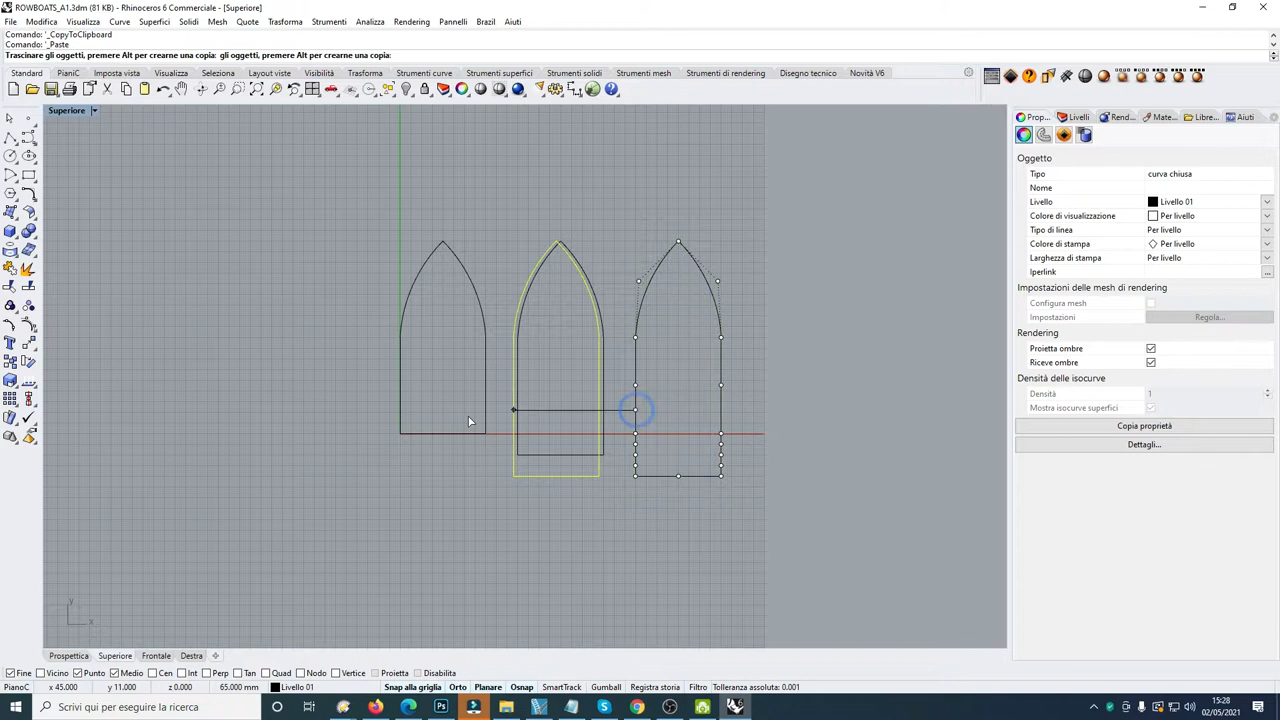 ROWBOATS_A1.3dm (81 KB) - Rhinoceros 6 Commerciale - [Superiore]
File Modifica Visualizza Curve Superfici Solidi Mesh Quote Trasforma Strumenti Analizza Rendering Pannelli Brazil Aiuti
Comando: '_CopyToClipboard
Comando: '_Paste
Trascinare gli oggetti, premere Alt per crearne una copia: gli oggetti, premere Alt per crearne una copia:
Standard PianiC Imposta vista Visualizza Seleziona Layout viste Visibilità Trasforma Strumenti curve Strumenti superfici Strumenti solidi Strumenti mesh Strumenti di rendering Disegno tecnico Novità V6
Superiore
Prop... Livelli Rend... Mate... Libre... Aiuti
Oggetto
Tipo curva chiusa
Nome
Livello Livello 01
Colore di visualizzazione Per livello
Tipo di linea Per livello
Colore di stampa Per livello
Larghezza di stampa Per livello
Iperlink ...
Impostazioni delle mesh di rendering
Configura mesh
Impostazioni Regola...
Rendering
Proietta ombre
Riceve ombre
Densità delle isocurve
Densità 1
Mostra isocurve superfici
Copia proprietà
Dettagli...
y
x
Prospettica Superiore Frontale Destra
Fine Vicino Punto Medio Cen Int Perp Tan Quad Nodo Vertice Proietta Disabilita
PianoC x 45.000 y 11.000 z 0.000 65.000 mm Livello 01 Snap alla griglia Orto Planare Osnap SmartTrack Gumball Registra storia Filtro Tolleranza assoluta: 0.001
Scrivi qui per eseguire la ricerca
15:28
02/05/2021